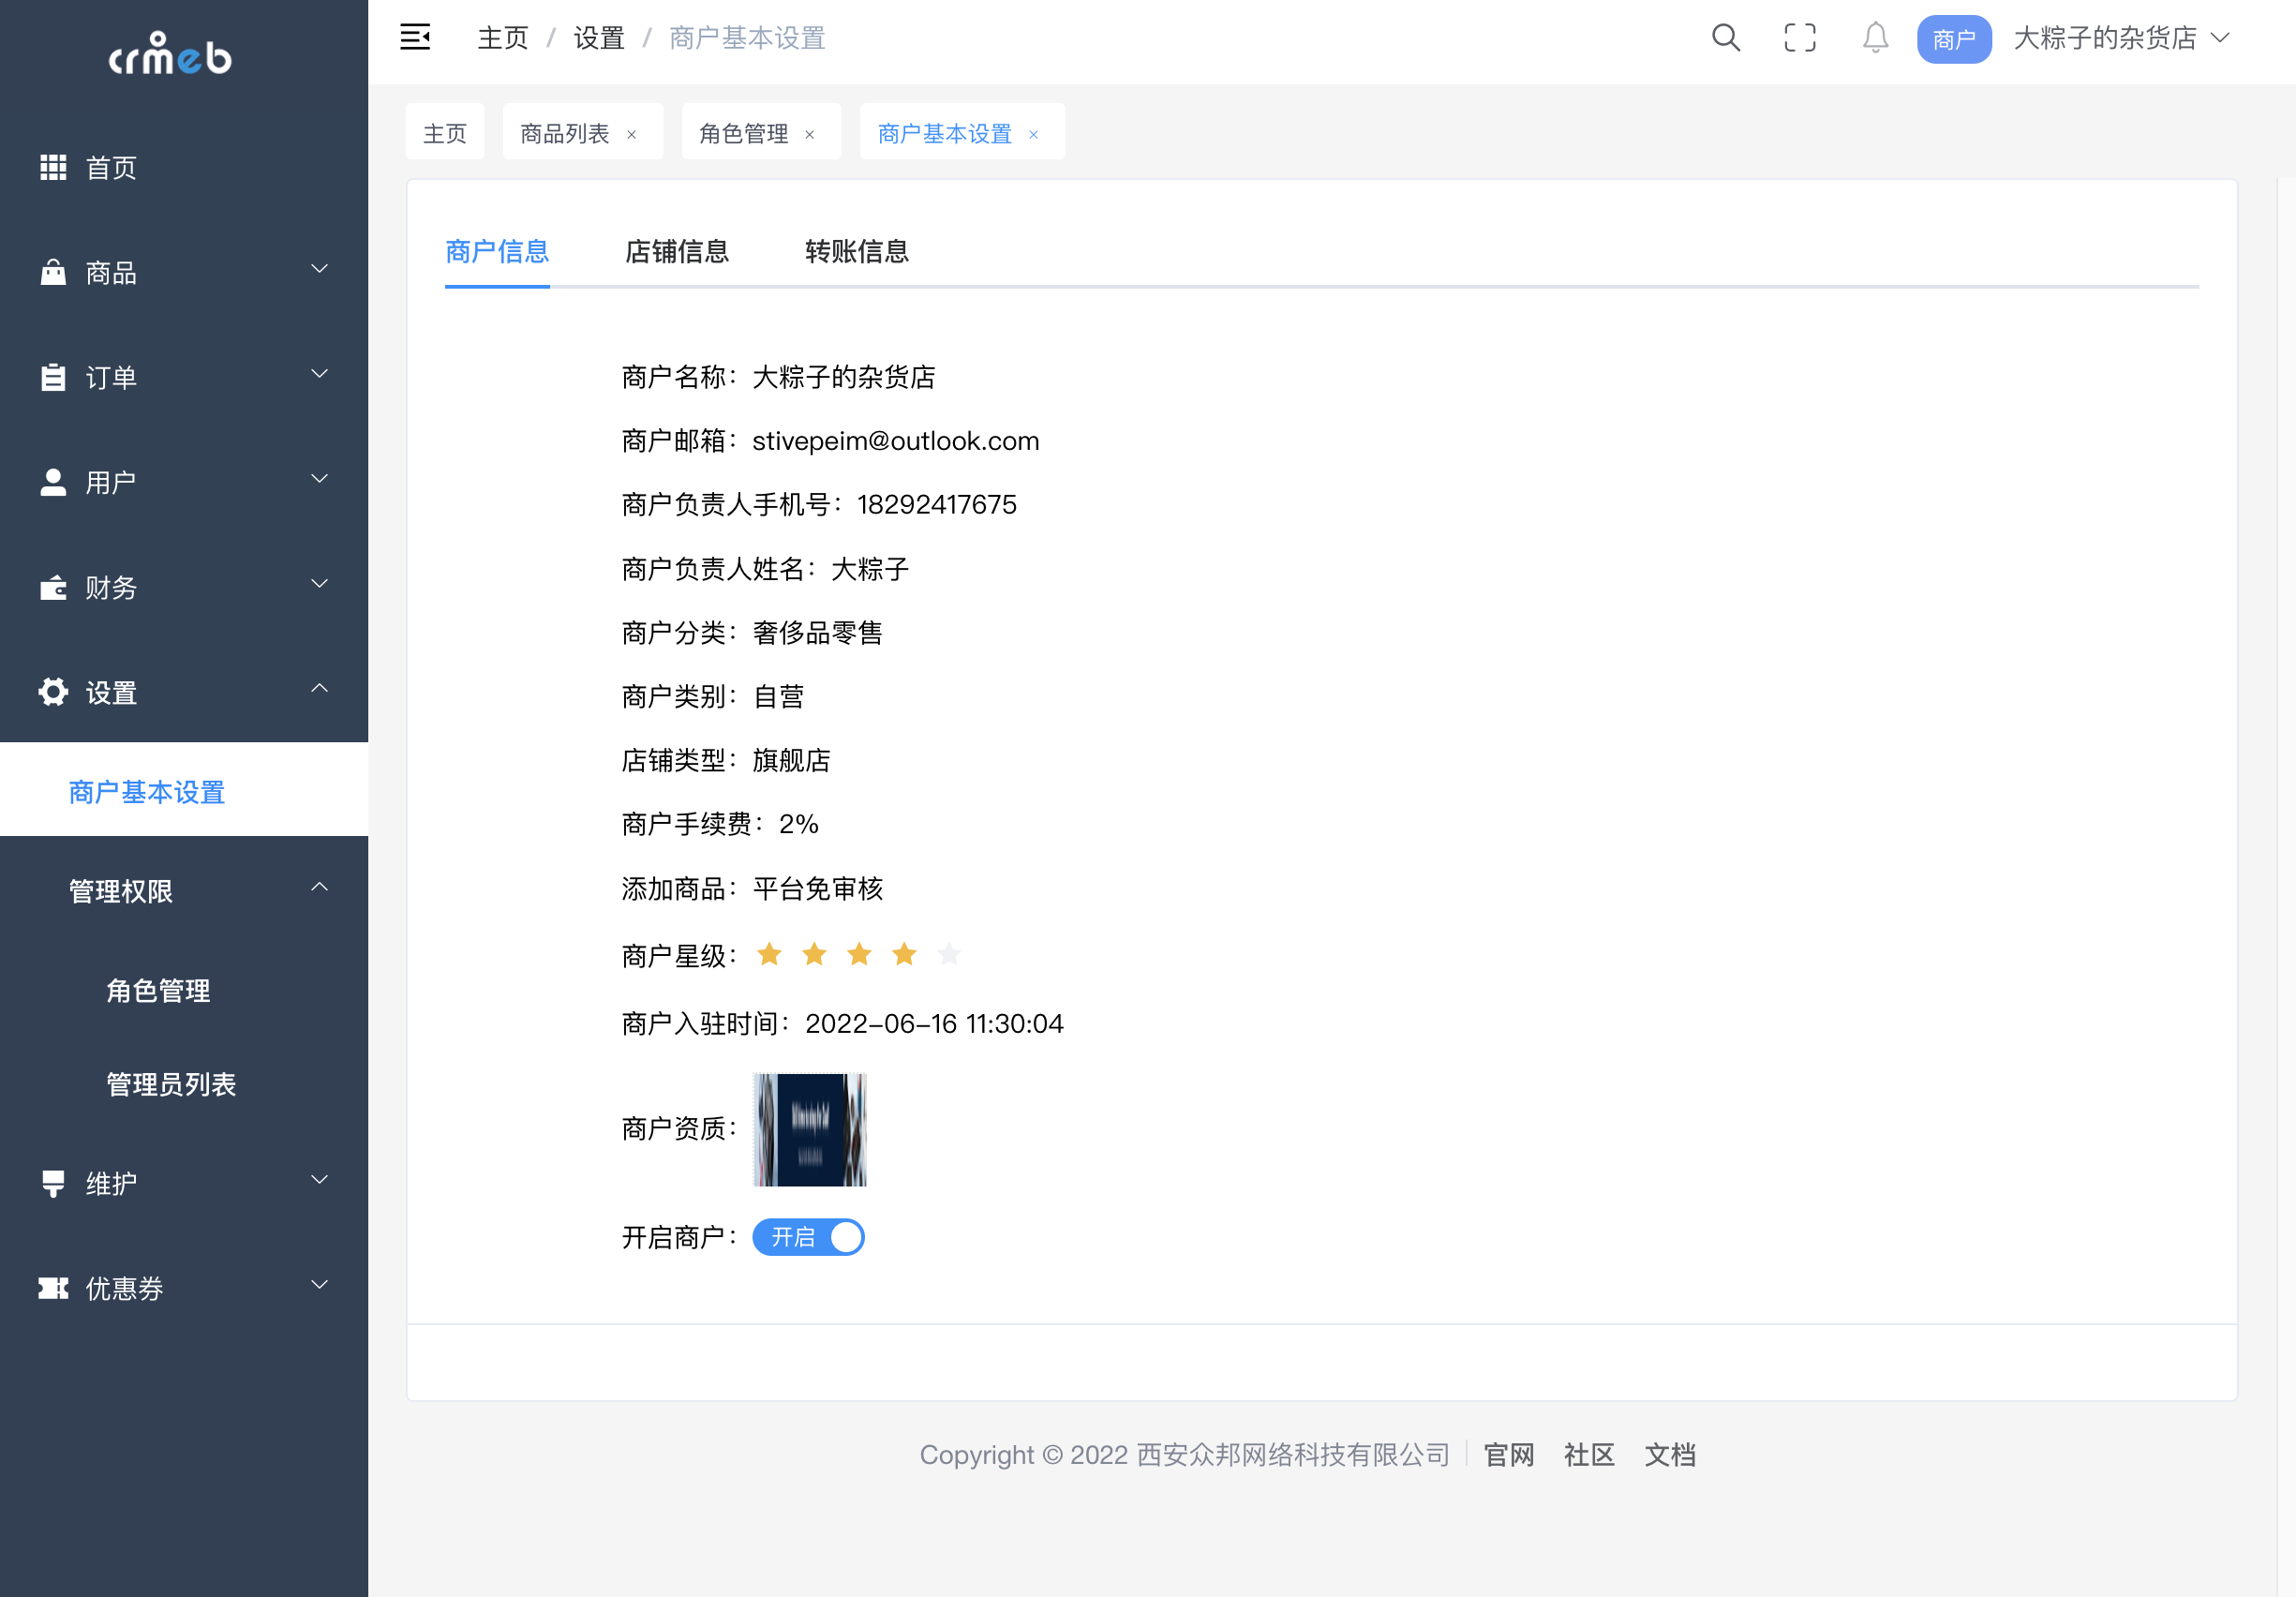 crmeb
主页 / 设置 / 商户基本设置
商户 大粽子的杂货店
首页
商品
订单
用户
财务
设置
商户基本设置
管理权限
角色管理
管理员列表
维护
优惠券
主页 商品列表 × 角色管理 × 商户基本设置 ×
商户信息 店铺信息 转账信息
商户名称：大粽子的杂货店
商户邮箱：stivepeim@outlook.com
商户负责人手机号：18292417675
商户负责人姓名：大粽子
商户分类：奢侈品零售
商户类别：自营
店铺类型：旗舰店
商户手续费：2%
添加商品：平台免审核
商户星级：
商户入驻时间：2022-06-16 11:30:04
商户资质：
开启商户：开启
Copyright © 2022 西安众邦网络科技有限公司 官网 社区 文档